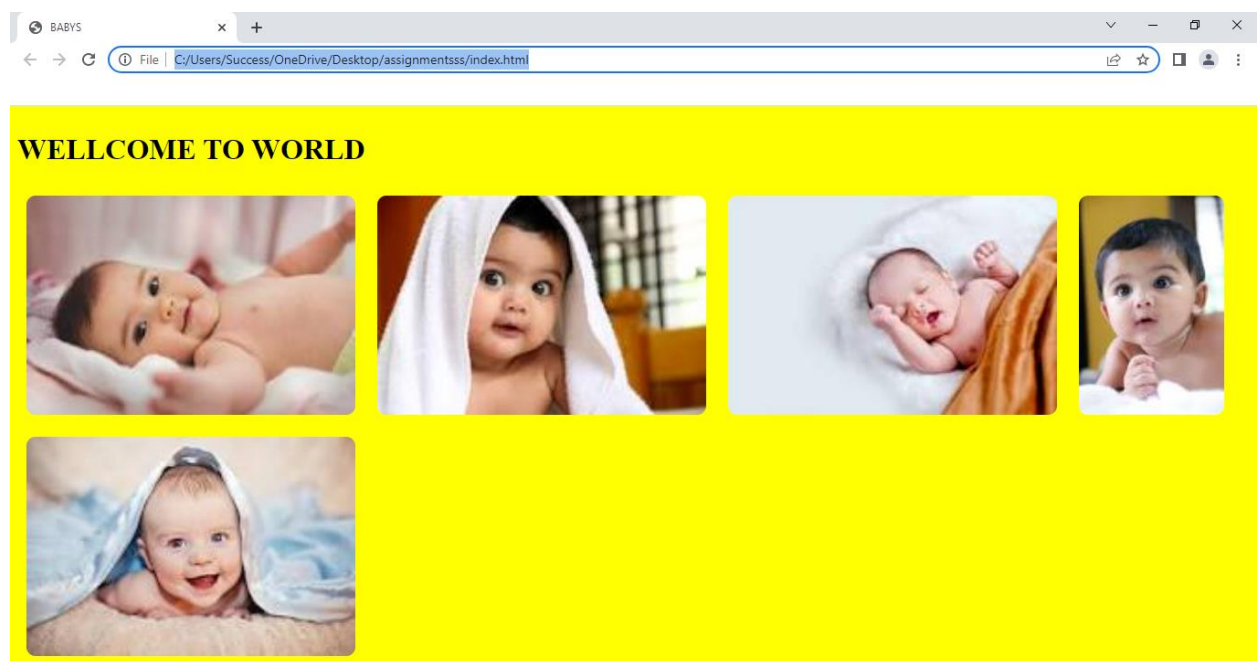 BABYS
File C:/Users/Success/OneDrive/Desktop/assignmentsss/index.html
WELLCOME TO WORLD